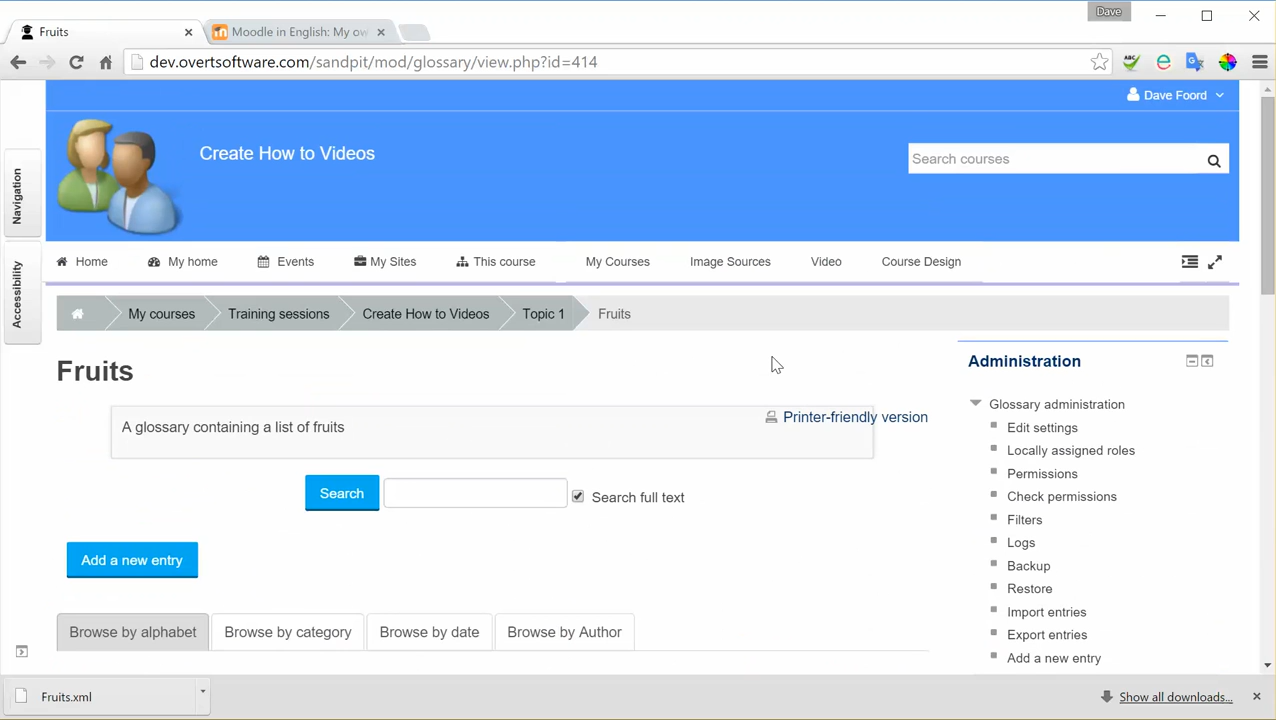 Dave
Fruits
Moodle in English: My ow
dev.overtsoftware.com/sandpit/mod/glossary/view.php?id=414
ABC
Dave Foord
Create How to Videos
Search courses
Navigation
Accessibility
Home My home Events My Sites This course My Courses Image Sources Video Course Design
My courses Training sessions Create How to Videos Topic 1 Fruits
Fruits
A glossary containing a list of fruits
Printer-friendly version
Search
Search full text
Add a new entry
Browse by alphabet Browse by category Browse by date Browse by Author
Administration
Glossary administration
Edit settings
Locally assigned roles
Permissions
Check permissions
Filters
Logs
Backup
Restore
Import entries
Export entries
Add a new entry
Fruits.xml
Show all downloads...